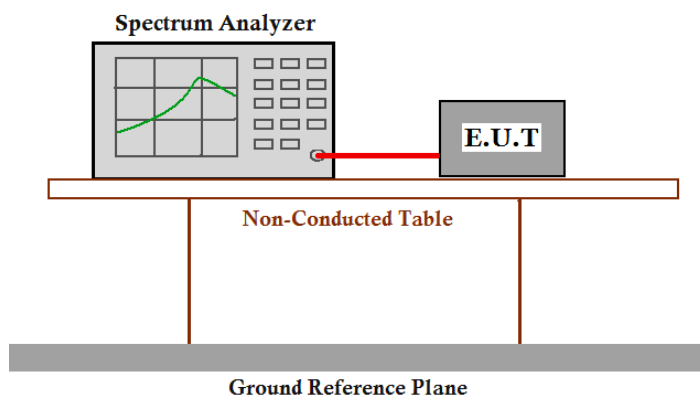 Spectrum Analyzer
E.U.T
Non-Conducted Table
Ground Reference Plane